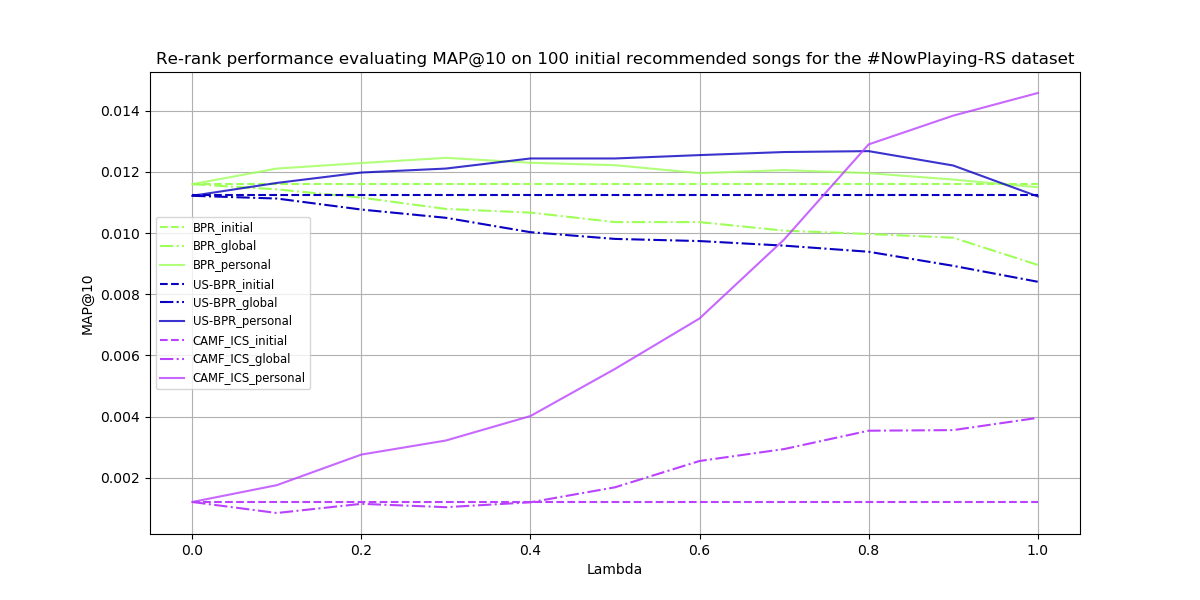 Re-rank performance evaluating MAP@10 on 100 initial recommended songs for the #NowPlaying-RS dataset
0.014
0.012
0.010
0.008
0.006
0.004
0.002
MAP@10
BPR_initial
BPR_global
BPR_personal
US-BPR_initial
US-BPR_global
US-BPR_personal
CAMF_ICS_initial
CAMF_ICS_global
CAMF_ICS_personal
0.0 0.2 0.4 0.6 0.8 1.0
Lambda